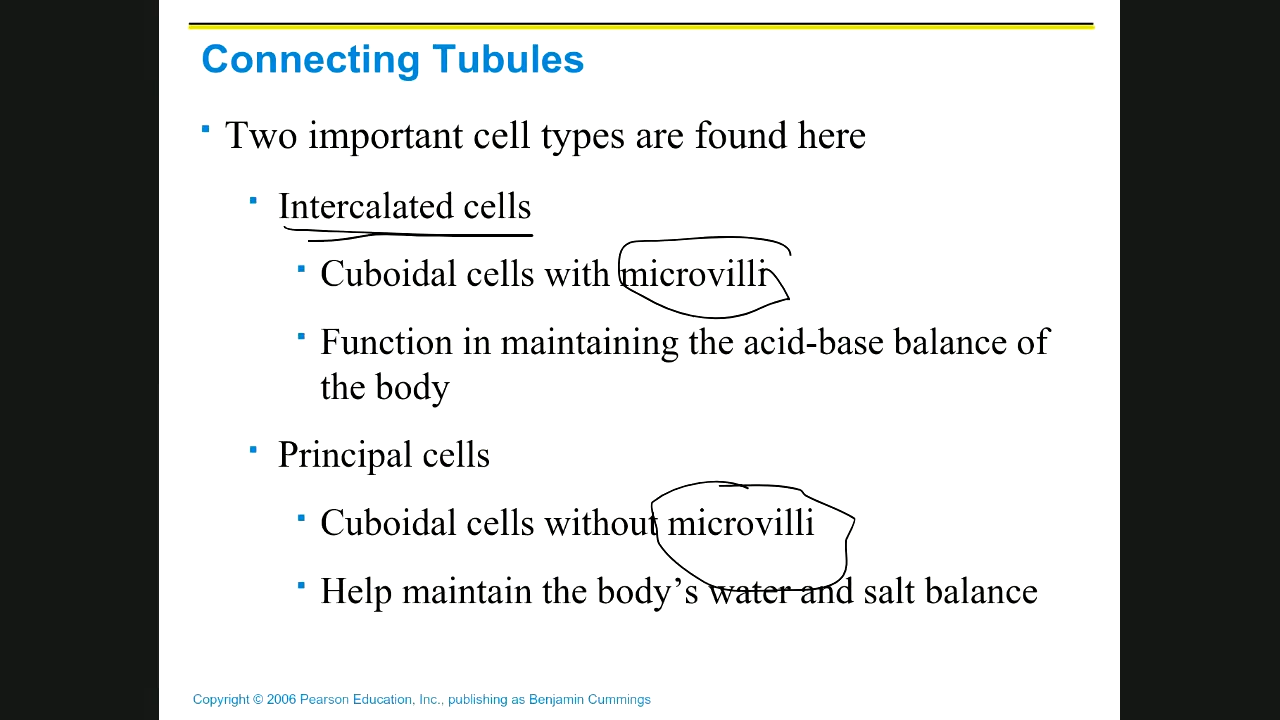 Connecting Tubules
▪ Two important cell types are found here
▪ Intercalated cells
▪ Cuboidal cells with microvilli
▪ Function in maintaining the acid-base balance of
the body
▪ Principal cells
▪ Cuboidal cells without microvilli
▪ Help maintain the body’s water and salt balance
Copyright © 2006 Pearson Education, Inc., publishing as Benjamin Cummings